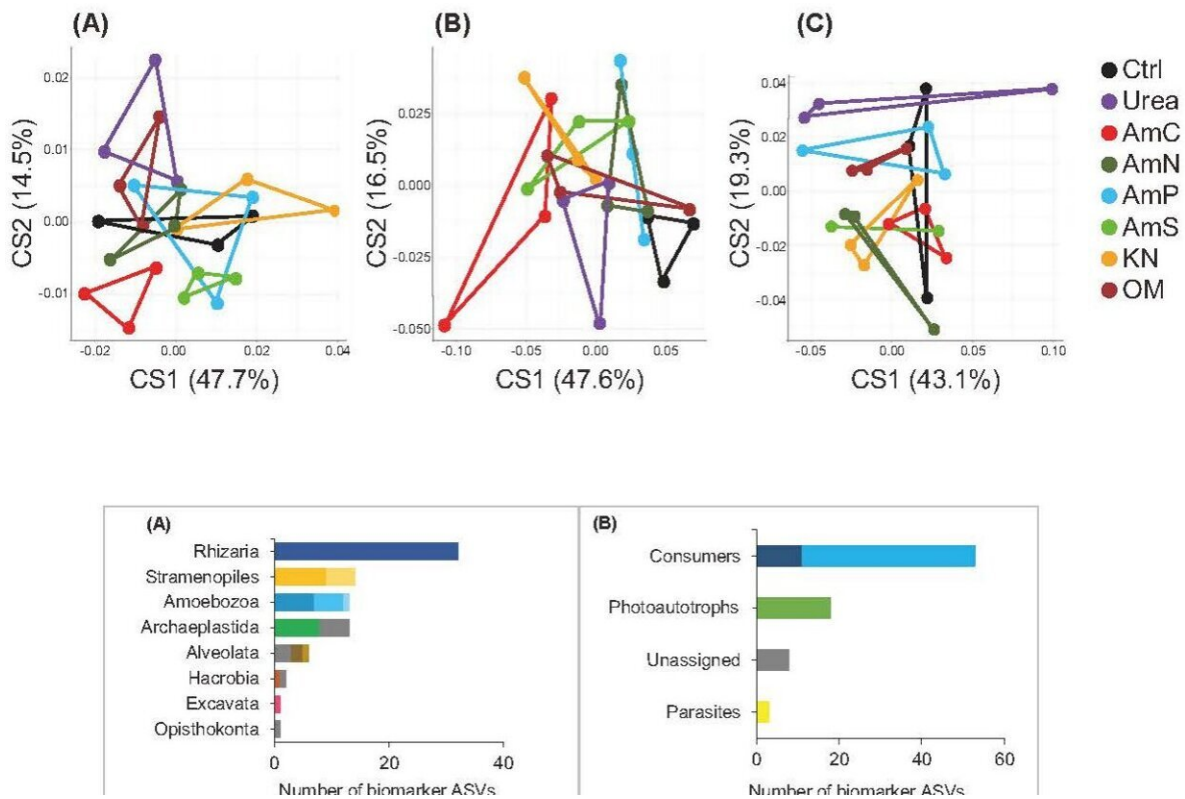 (A)
(B)
(C)
CS2 (14.5%)
0.02
0.01
0.00
-0.01
-0.02
0.00
0.02
0.04
CS1 (47.7%)
CS2 (16.5%)
0.025
0.000
-0.025
-0.050
-0.10
-0.05
0.00
0.05
CS1 (47.6%)
CS2 (19.3%)
0.04
0.02
0.00
-0.02
-0.04
-0.05
0.00
0.05
0.10
CS1 (43.1%)
Ctrl
Urea
AmC
AmN
AmP
AmS
KN
OM
(A)
Rhizaria
Stramenopiles
Amoebozoa
Archaeplastida
Alveolata
Hacrobia
Excavata
Opisthokonta
0
20
40
Number of biomarker ASVs
(B)
Consumers
Photoautotrophs
Unassigned
Parasites
0
20
40
60
Number of biomarker ASVs